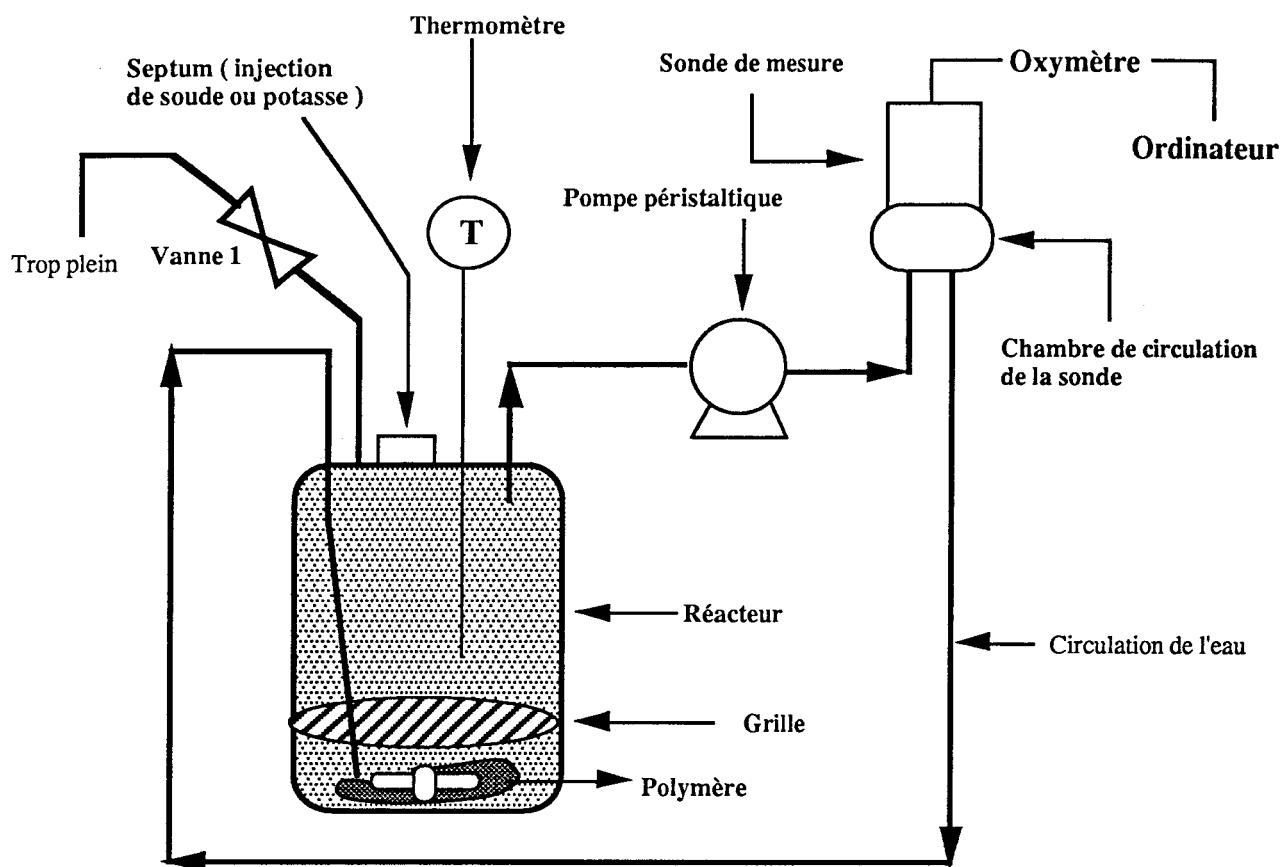 Thermomètre
Septum ( injection
de soude ou potasse )
Sonde de mesure
Oxymètre
Ordinateur
Pompe péristaltique
T
Trop plein
Vanne 1
Chambre de circulation
de la sonde
Réacteur
Circulation de l'eau
Grille
Polymère